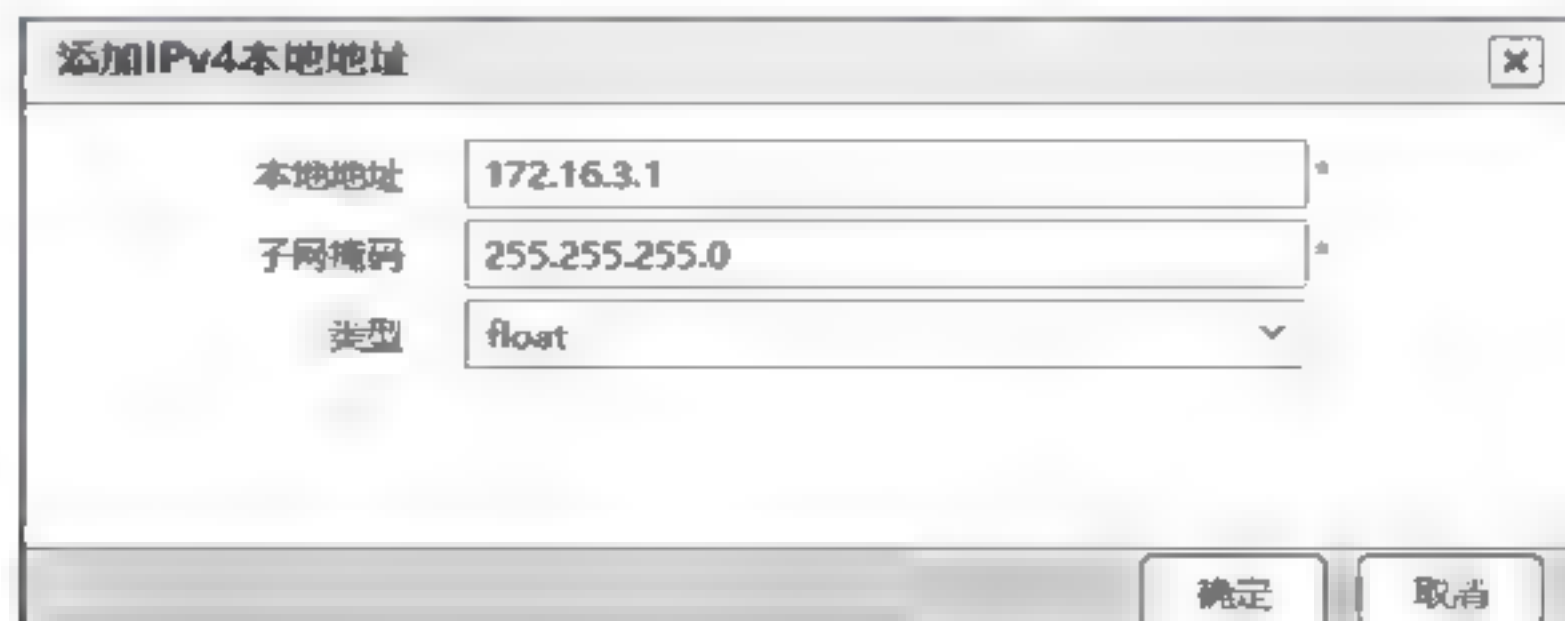 添加IPv4本地地址
本地地址 172.16.3.1 *
子网掩码 255.255.255.0 *
类型 float
确定 取消